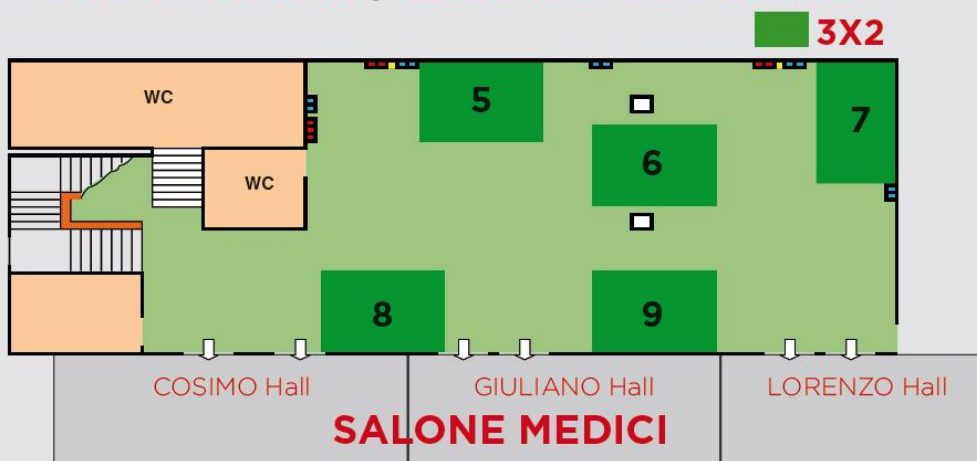 3X2
WC
5
7
6
WC
8
9
COSIMO Hall
GIULIANO Hall
LORENZO Hall
SALONE MEDICI